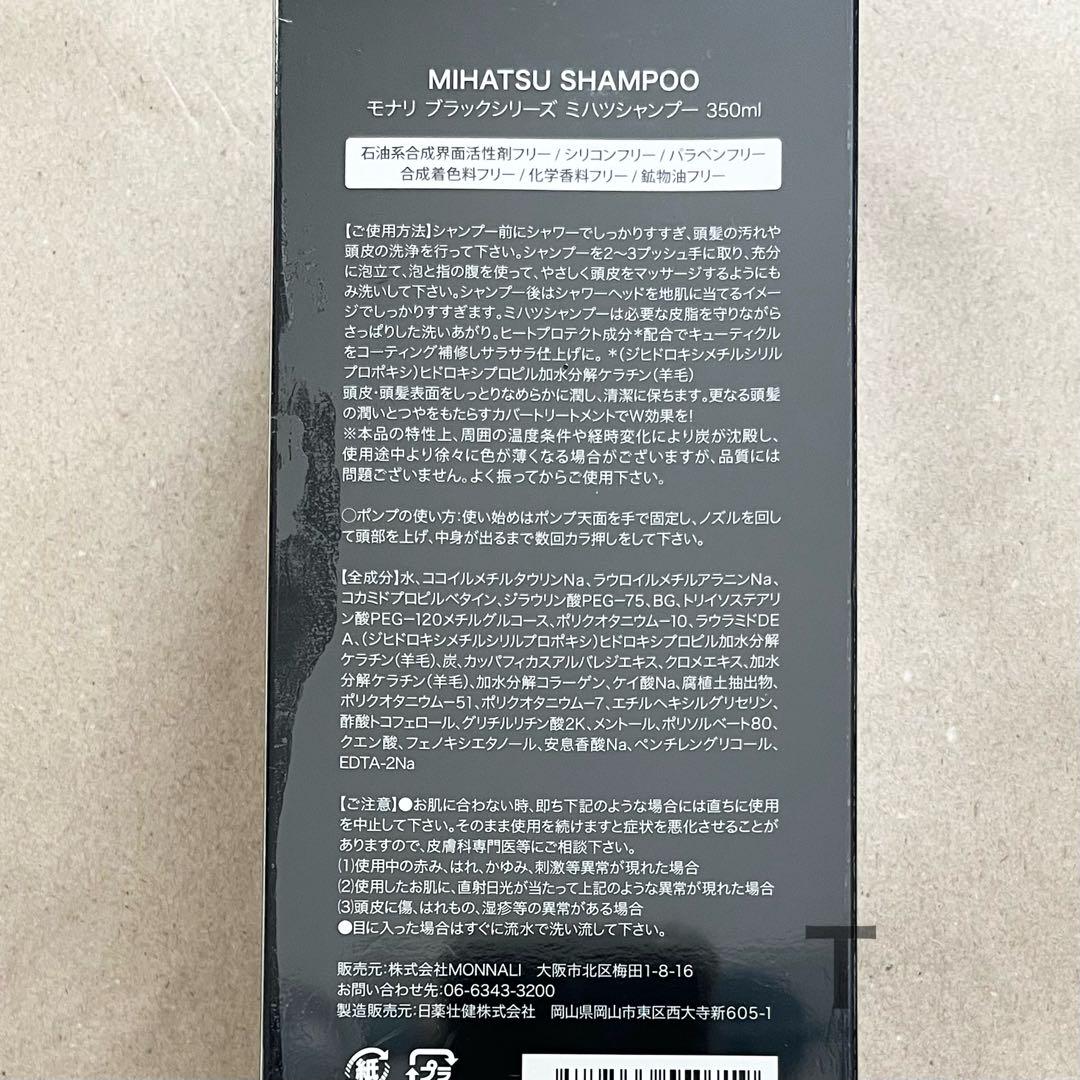 MIHATSU SHAMPOO
モナリ ブラックシリーズ ミハツシャンプー 350ml
石油系合成界面活性剤フリー / シリコンフリー / パラベンフリー
合成着色料フリー / 化学香料フリー / 鉱物油フリー
【ご使用方法】シャンプー前にシャワーでしっかりすすぎ、頭髪の汚れや
頭皮の洗浄を行って下さい。シャンプーを2〜3プッシュ手に取り、充分
に泡立て、泡と指の腹を使って、やさしく頭皮をマッサージするようにも
み洗いして下さい。シャンプー後はシャワーヘッドを地肌に当てるイメー
ジでしっかりすすぎます。ミハツシャンプーは必要な皮脂を守りながら
さっぱりした洗いあがり。ヒートプロテクト成分*配合でキューティクル
をコーティング補修しサラサラ仕上げに。 *(ジヒドロキシメチルシリル
プロポキシ)ヒドロキシプロピル加水分解ケラチン(羊毛)
頭皮・頭髪表面をしっとりなめらかに潤し、清潔に保ちます。更なる頭髪
の潤いとつやをもたらすカバートリートメントでW効果を!
※本品の特性上、周囲の温度条件や経時変化により炭が沈殿し、
使用途中より徐々に色が薄くなる場合がございますが、品質には
問題ございません。よく振ってからご使用下さい。
○ポンプの使い方:使い始めはポンプ天面を手で固定し、ノズルを回し
て頭部を上げ、中身が出るまで数回カラ押しをして下さい。
【全成分】水、ココイルメチルタウリンNa、ラウロイルメチルアラニンNa、
コカミドプロピルベタイン、ジラウリン酸PEG-75、BG、トリイソステアリ
ン酸PEG-120メチルグルコース、ポリクオタニウム-10、ラウラミドDE
A、(ジヒドロキシメチルシリルプロポキシ)ヒドロキシプロピル加水分解
ケラチン(羊毛)、炭、カッパフィカスアルバレジエキス、クロメエキス、加水
分解ケラチン(羊毛)、加水分解コラーゲン、ケイ酸Na、腐植土抽出物、
ポリクオタニウム-51、ポリクオタニウム-7、エチルヘキシルグリセリン、
酢酸トコフェロール、グリチルリチン酸2K、メントール、ポリソルベート80、
クエン酸、フェノキシエタノール、安息香酸Na、ペンチレングリコール、
EDTA-2Na
【ご注意】●お肌に合わない時、即ち下記のような場合には直ちに使用
を中止して下さい。そのまま使用を続けますと症状を悪化させることが
ありますので、皮膚科専門医等にご相談下さい。
(1)使用中の赤み、はれ、かゆみ、刺激等異常が現れた場合
(2)使用したお肌に、直射日光が当たって上記のような異常が現れた場合
(3)頭皮に傷、はれもの、湿疹等の異常がある場合
●目に入った場合はすぐに流水で洗い流して下さい。
T
販売元:株式会社MONNALI 大阪市北区梅田1-8-16
お問い合わせ先:06-6343-3200
製造販売元:日薬壮健株式会社 岡山県岡山市東区西大寺新605-1
紙
プラ